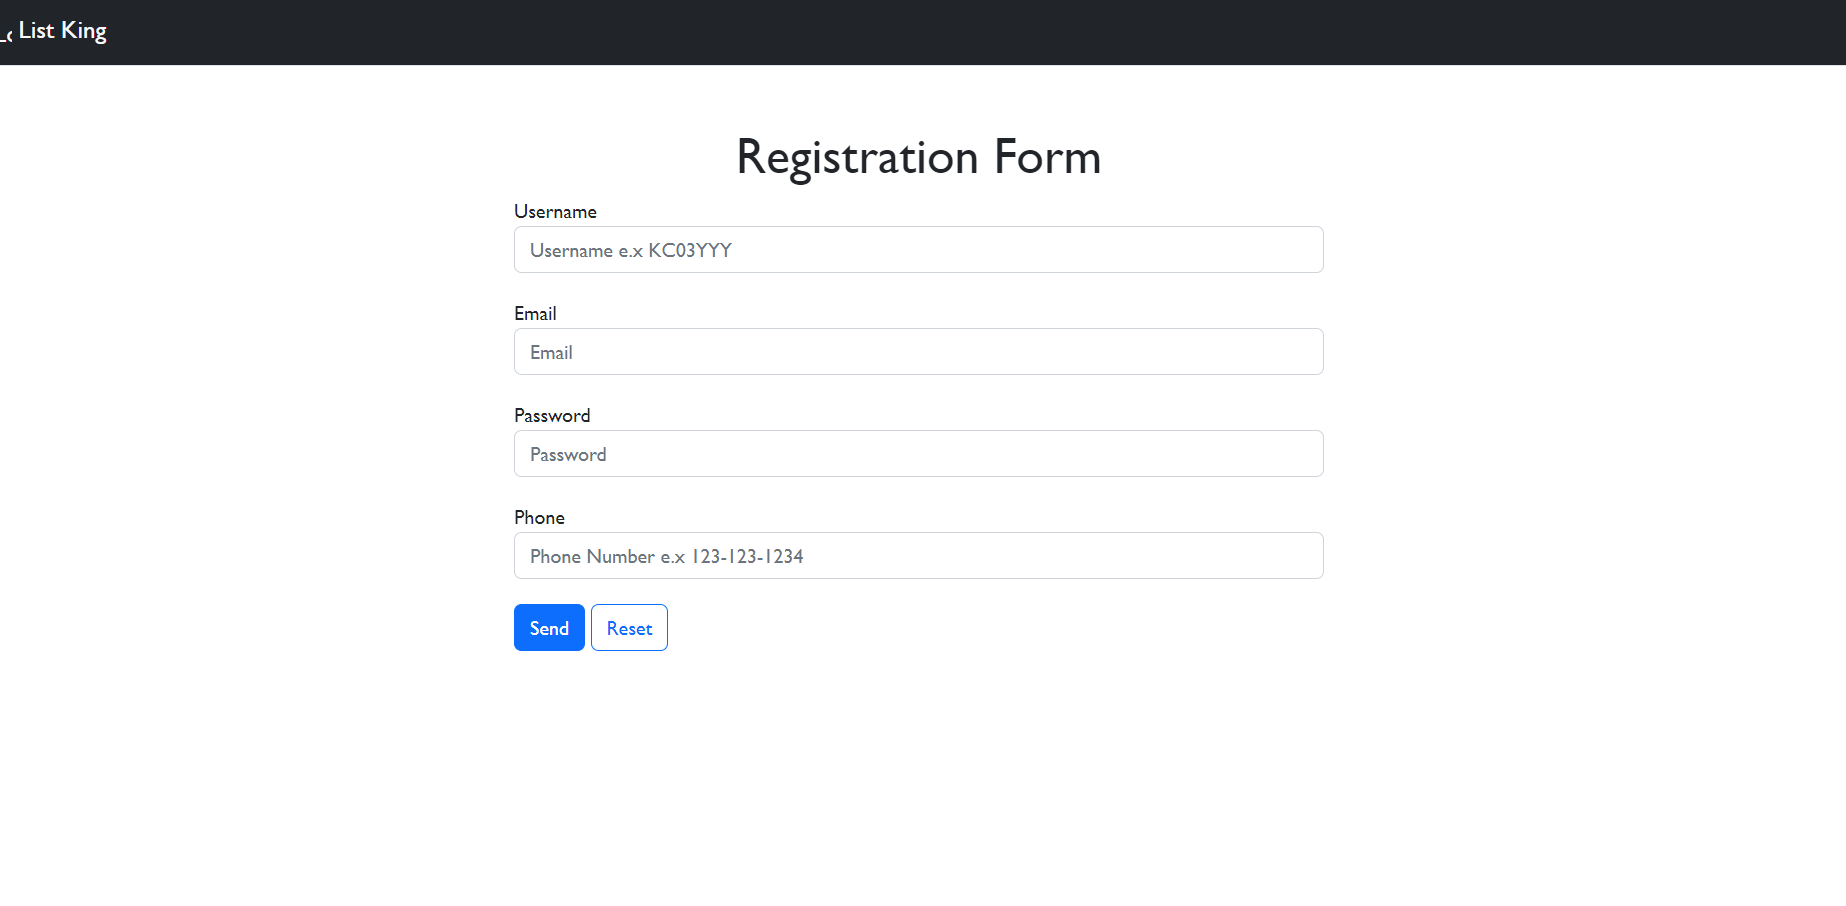 List King
Registration Form
Username
Username e.x KC03YYY
Email
Email
Password
Password
Phone
Phone Number e.x 123-123-1234
Send Reset